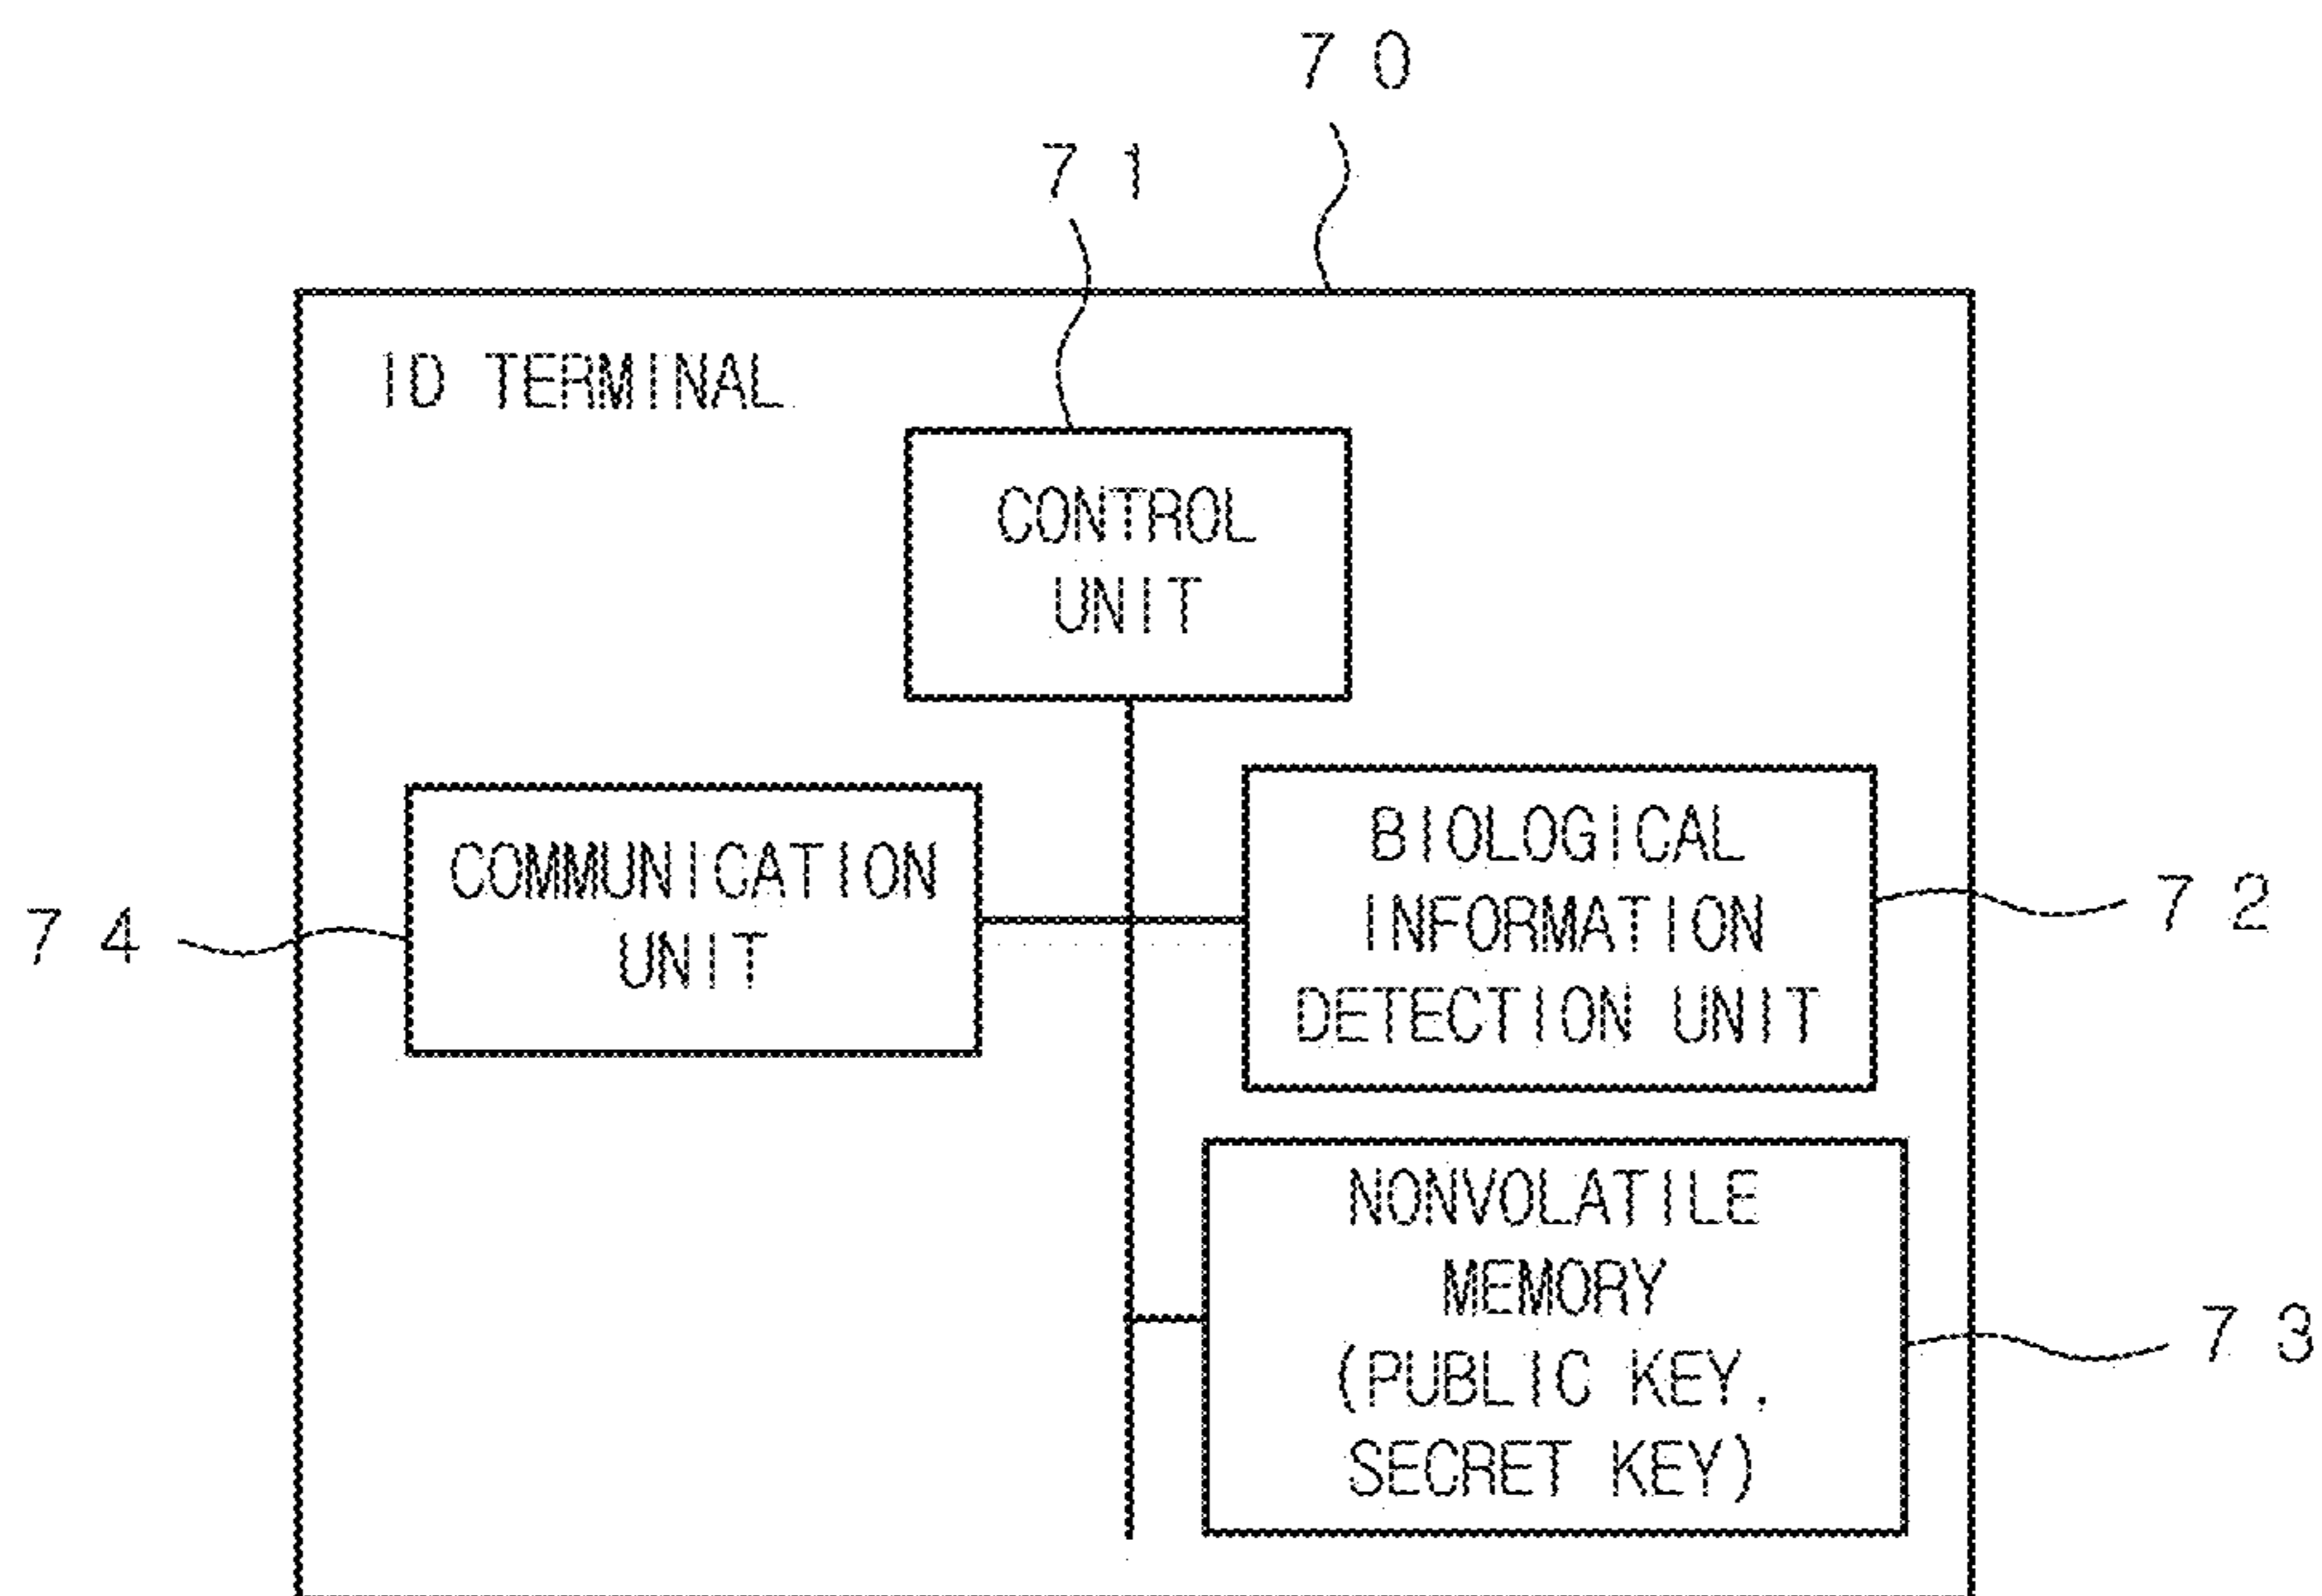 70
71
ID TERMINAL
CONTROL
UNIT
COMMUNICATION
UNIT
74
BIOLOGICAL
INFORMATION
DETECTION UNIT
72
NONVOLATILE
MEMORY
(PUBLIC KEY,
SECRET KEY)
73